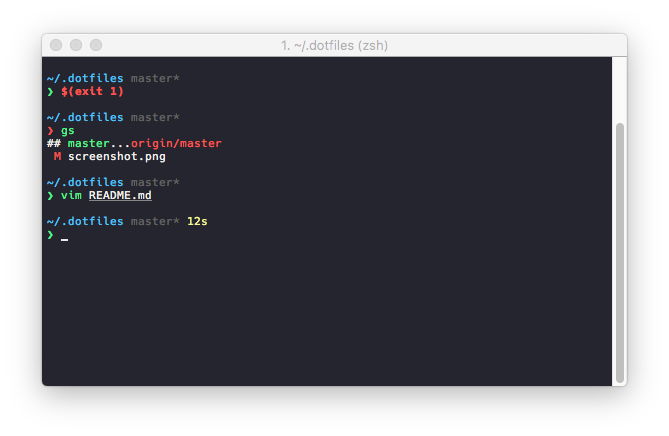 1. ~/.dotfiles (zsh)
~/.dotfiles master*
❯ $(exit 1)
~/.dotfiles master*
❯ gs
## master...origin/master
 M screenshot.png
~/.dotfiles master*
❯ vim README.md
~/.dotfiles master* 12s
❯ _